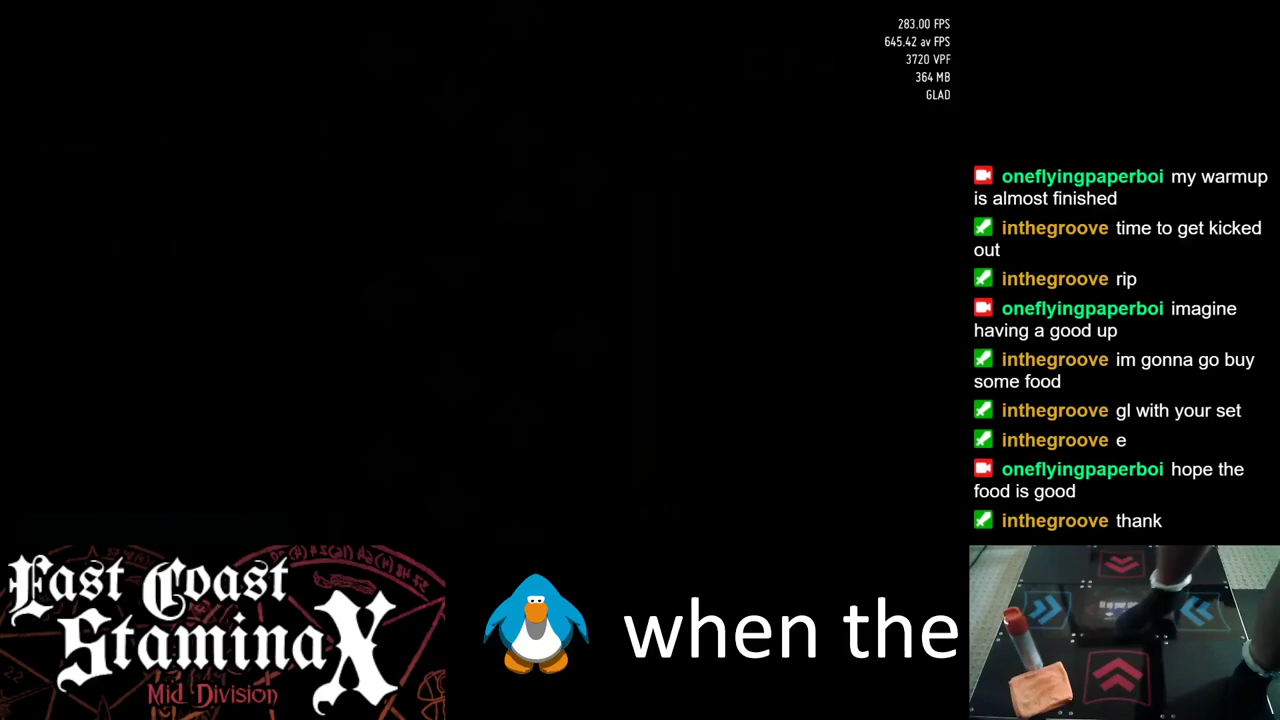 283.00 FPS
645.42 av FPS
3720 VPF
364 MB
GLAD
oneflyingpaperboi my warmup
is almost finished
inthegroove time to get kicked
out
inthegroove rip
oneflyingpaperboi imagine
having a good up
inthegroove im gonna go buy
some food
inthegroove gl with your set
inthegroove e
oneflyingpaperboi hope the
food is good
inthegroove thank
East Coast
StaminaX
Mid Division
when the